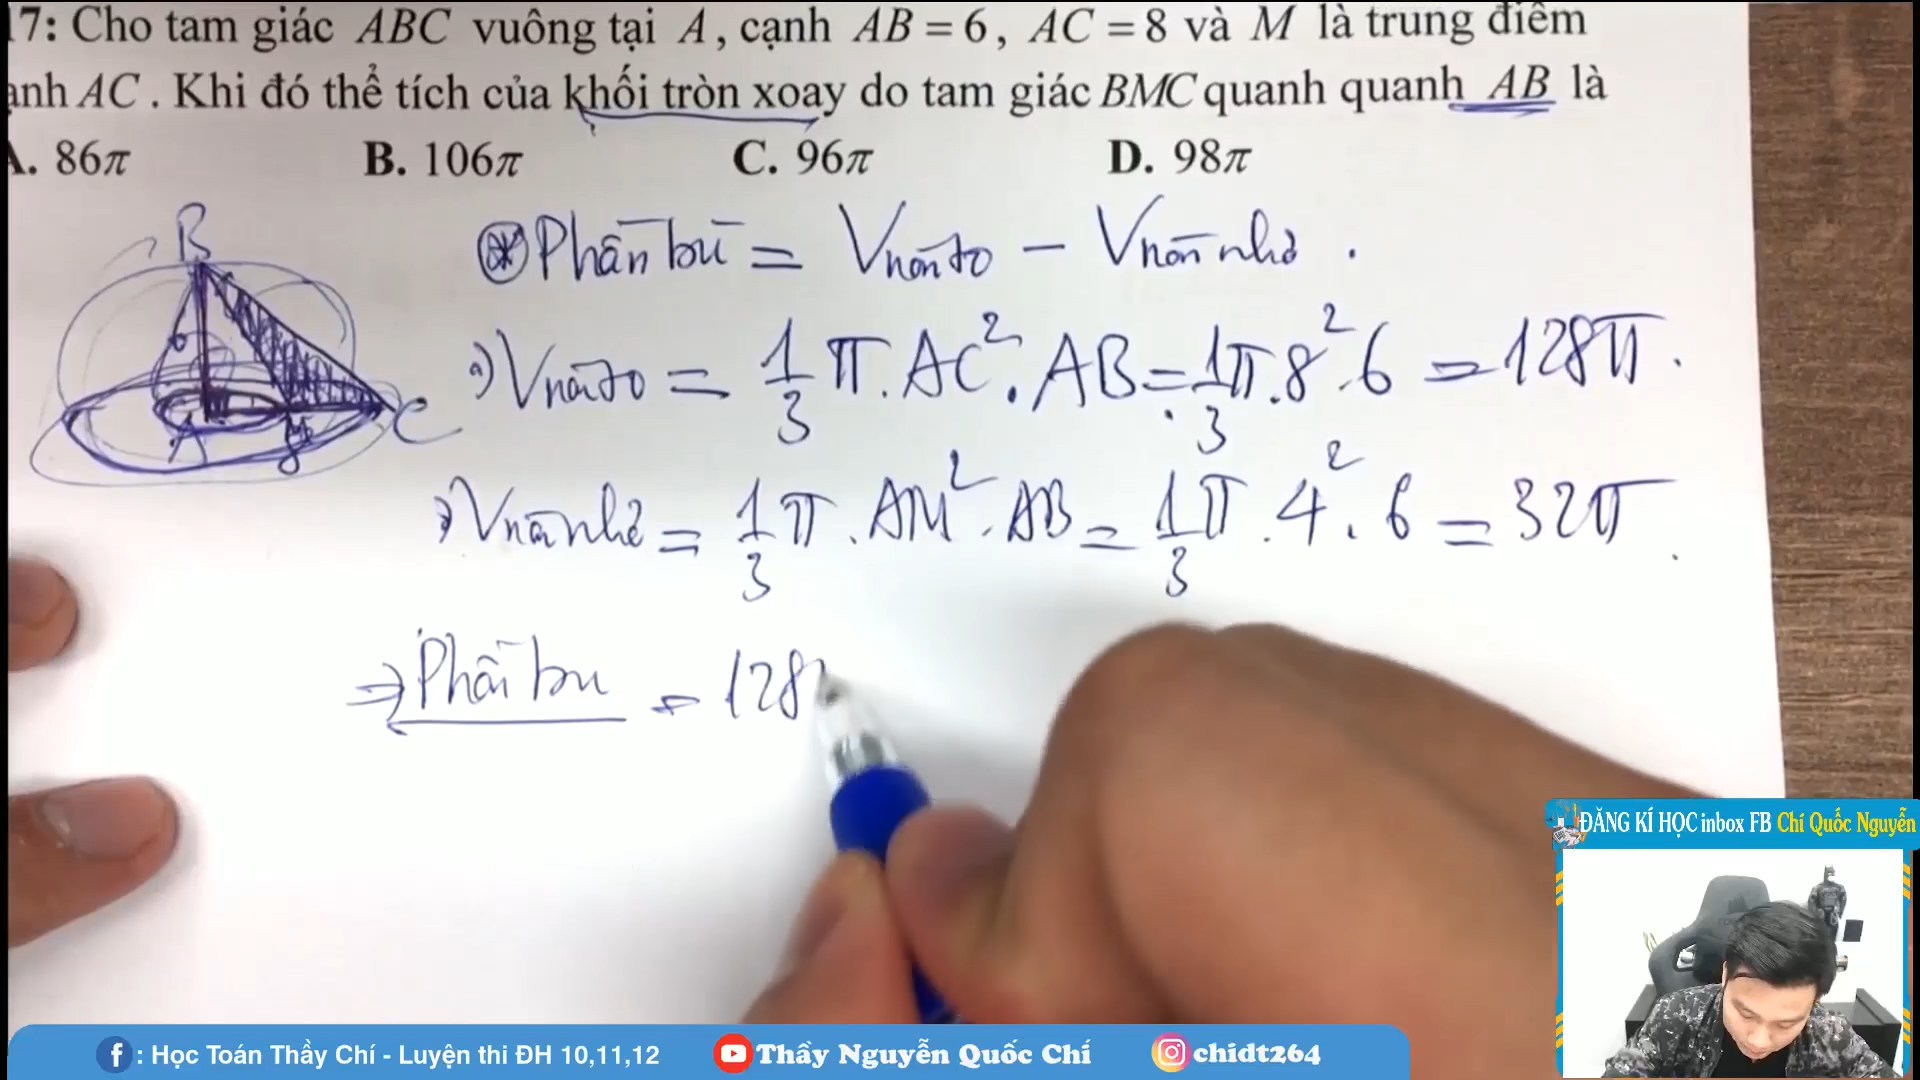 17: Cho tam giác ABC vuông tại A, cạnh AB = 6, AC = 8 và M là trung điểm
ạnh AC. Khi đó thể tích của khối tròn xoay do tam giác BMC quanh quanh AB là
A. 86π B. 106π C. 96π D. 98π
B
A
M
C
6
⊛ Phần bù = Vnón to − Vnón nhỏ.
Vnón to = 1/3 π.AC².AB = 1/3 π.8².6 = 128π.
Vnón nhỏ = 1/3 π.AM².AB = 1/3 π.4².6 = 32π.
⇒ Phần bù = 128
ĐĂNG KÍ HỌC inbox FB Chí Quốc Nguyễn
f : Học Toán Thầy Chí - Luyện thi ĐH 10,11,12
Thầy Nguyễn Quốc Chí
chidt264